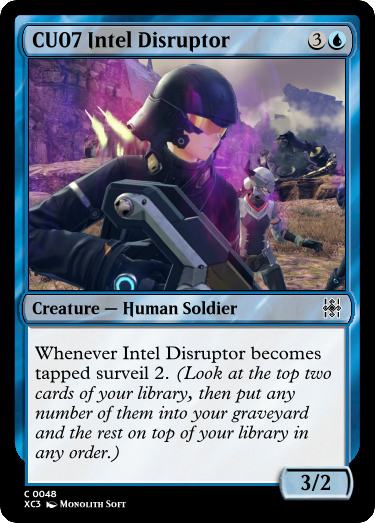 CU07 Intel Disruptor 3
Creature — Human Soldier
Whenever Intel Disruptor becomes
tapped surveil 2. (Look at the top two
cards of your library, then put any
number of them into your graveyard
and the rest on top of your library in
any order.)
3/2
C 0048
XC3 Monolith Soft